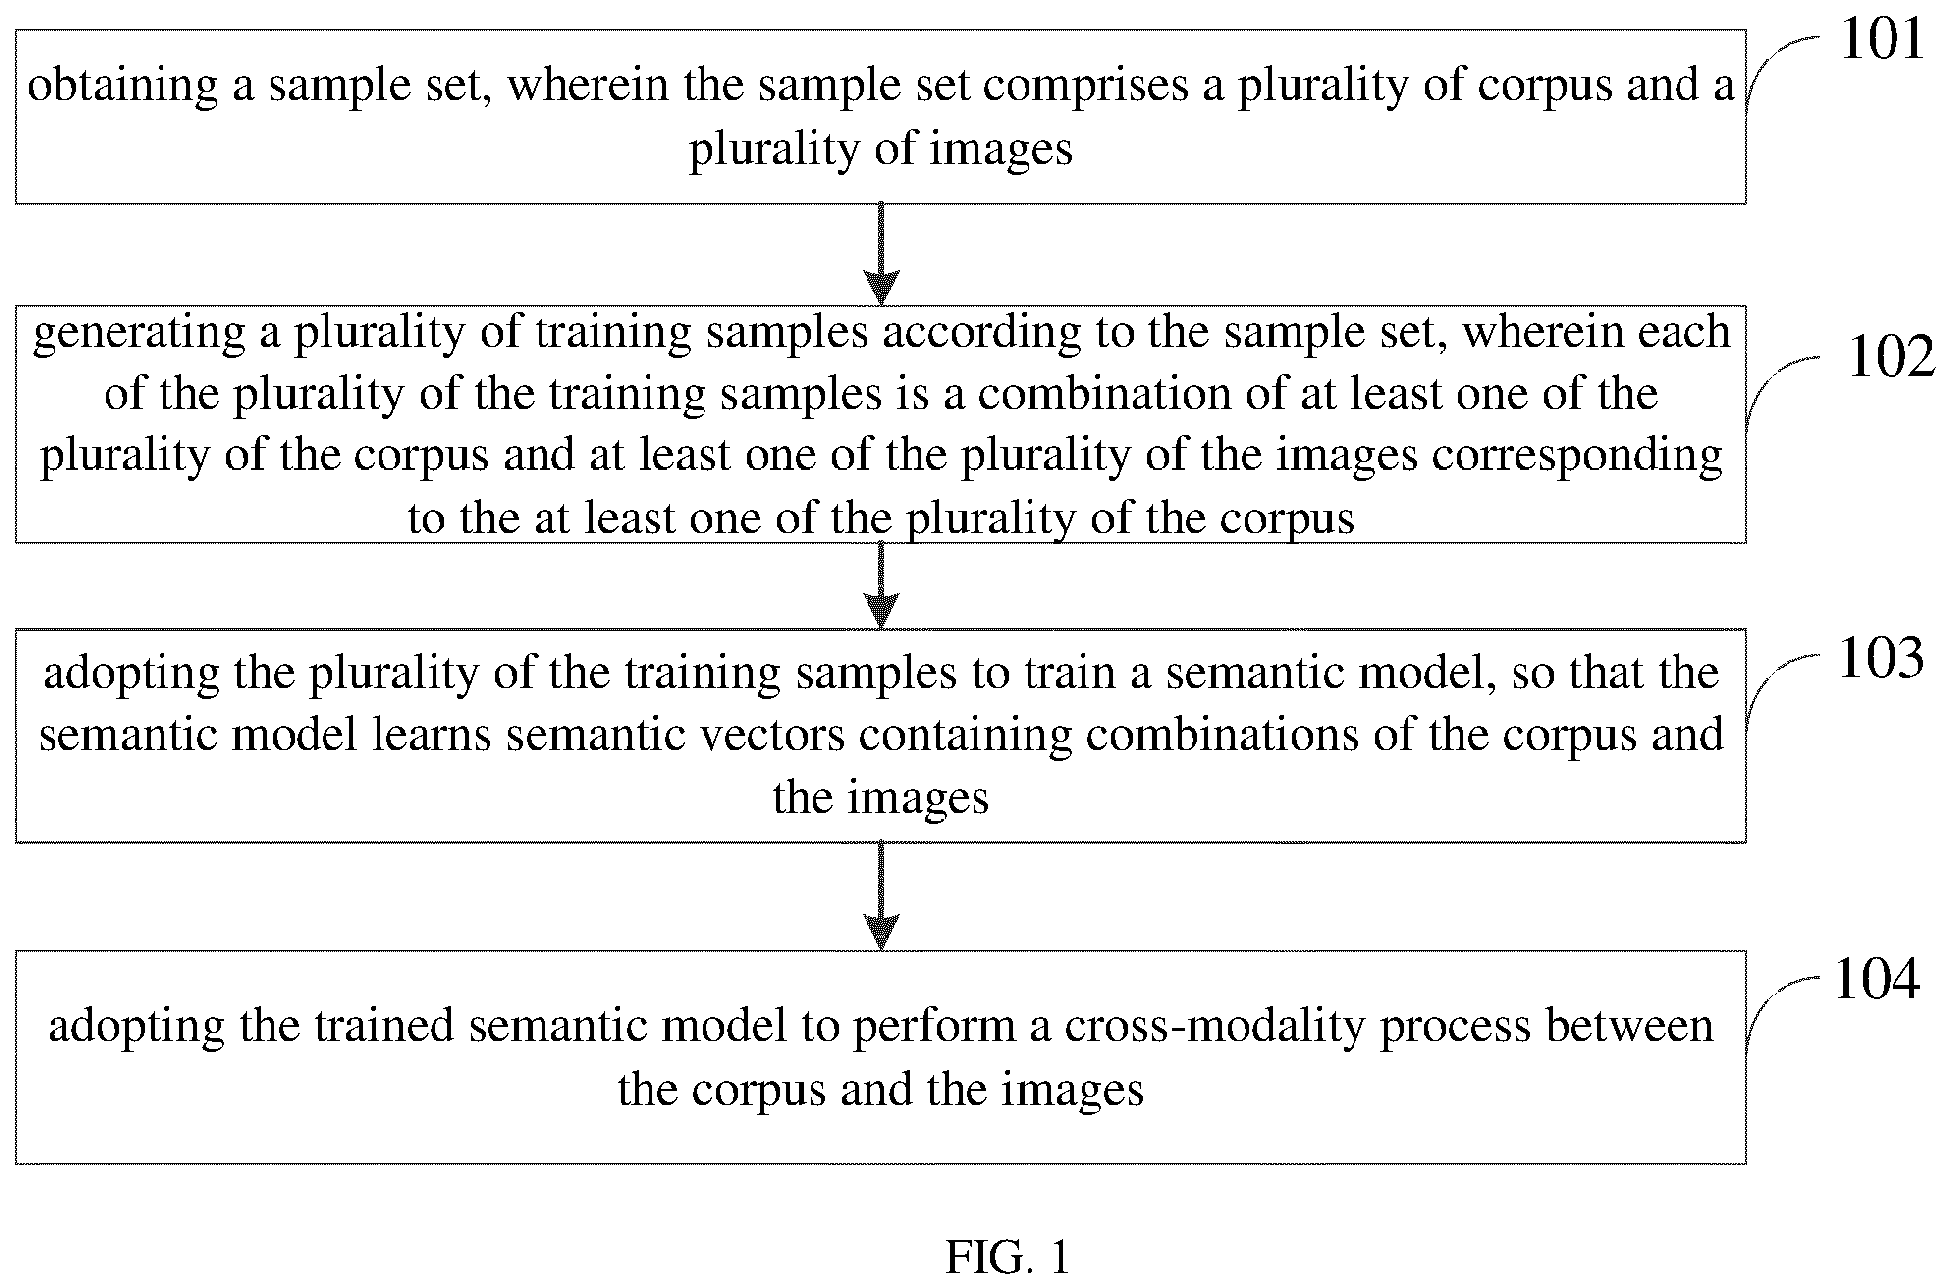 101
obtaining a sample set, wherein the sample set comprises a plurality of corpus and a
plurality of images
102
generating a plurality of training samples according to the sample set, wherein each
of the plurality of the training samples is a combination of at least one of the
plurality of the corpus and at least one of the plurality of the images corresponding
to the at least one of the plurality of the corpus
103
adopting the plurality of the training samples to train a semantic model, so that the
semantic model learns semantic vectors containing combinations of the corpus and
the images
104
adopting the trained semantic model to perform a cross-modality process between
the corpus and the images
FIG. 1